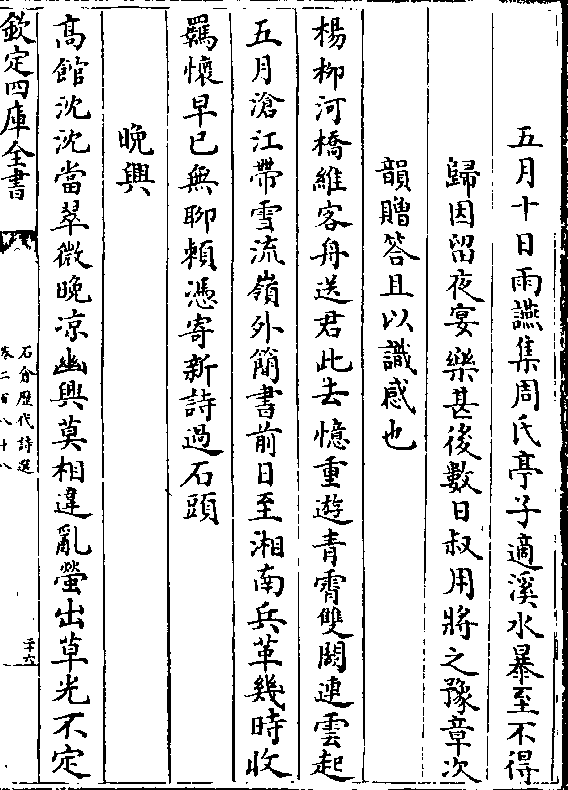 五月十日雨讌集周氏亭子適溪水暴至不得
歸因留夜宴樂甚後數日叔用將之豫章次
韻贈答且以識感也
楊柳河橋維客舟送君此去憶重遊青霄雙闕連雲起
五月滄江帶雪流嶺外簡書前日至湘南兵革幾時收
羈懷早已無聊賴憑寄新詩過石頭
晚興
高館沈沈當翠微晚凉幽興莫相違亂螢出草光不定
欽定四庫全書
石倉歷代詩選
卷二百八十八
二十六